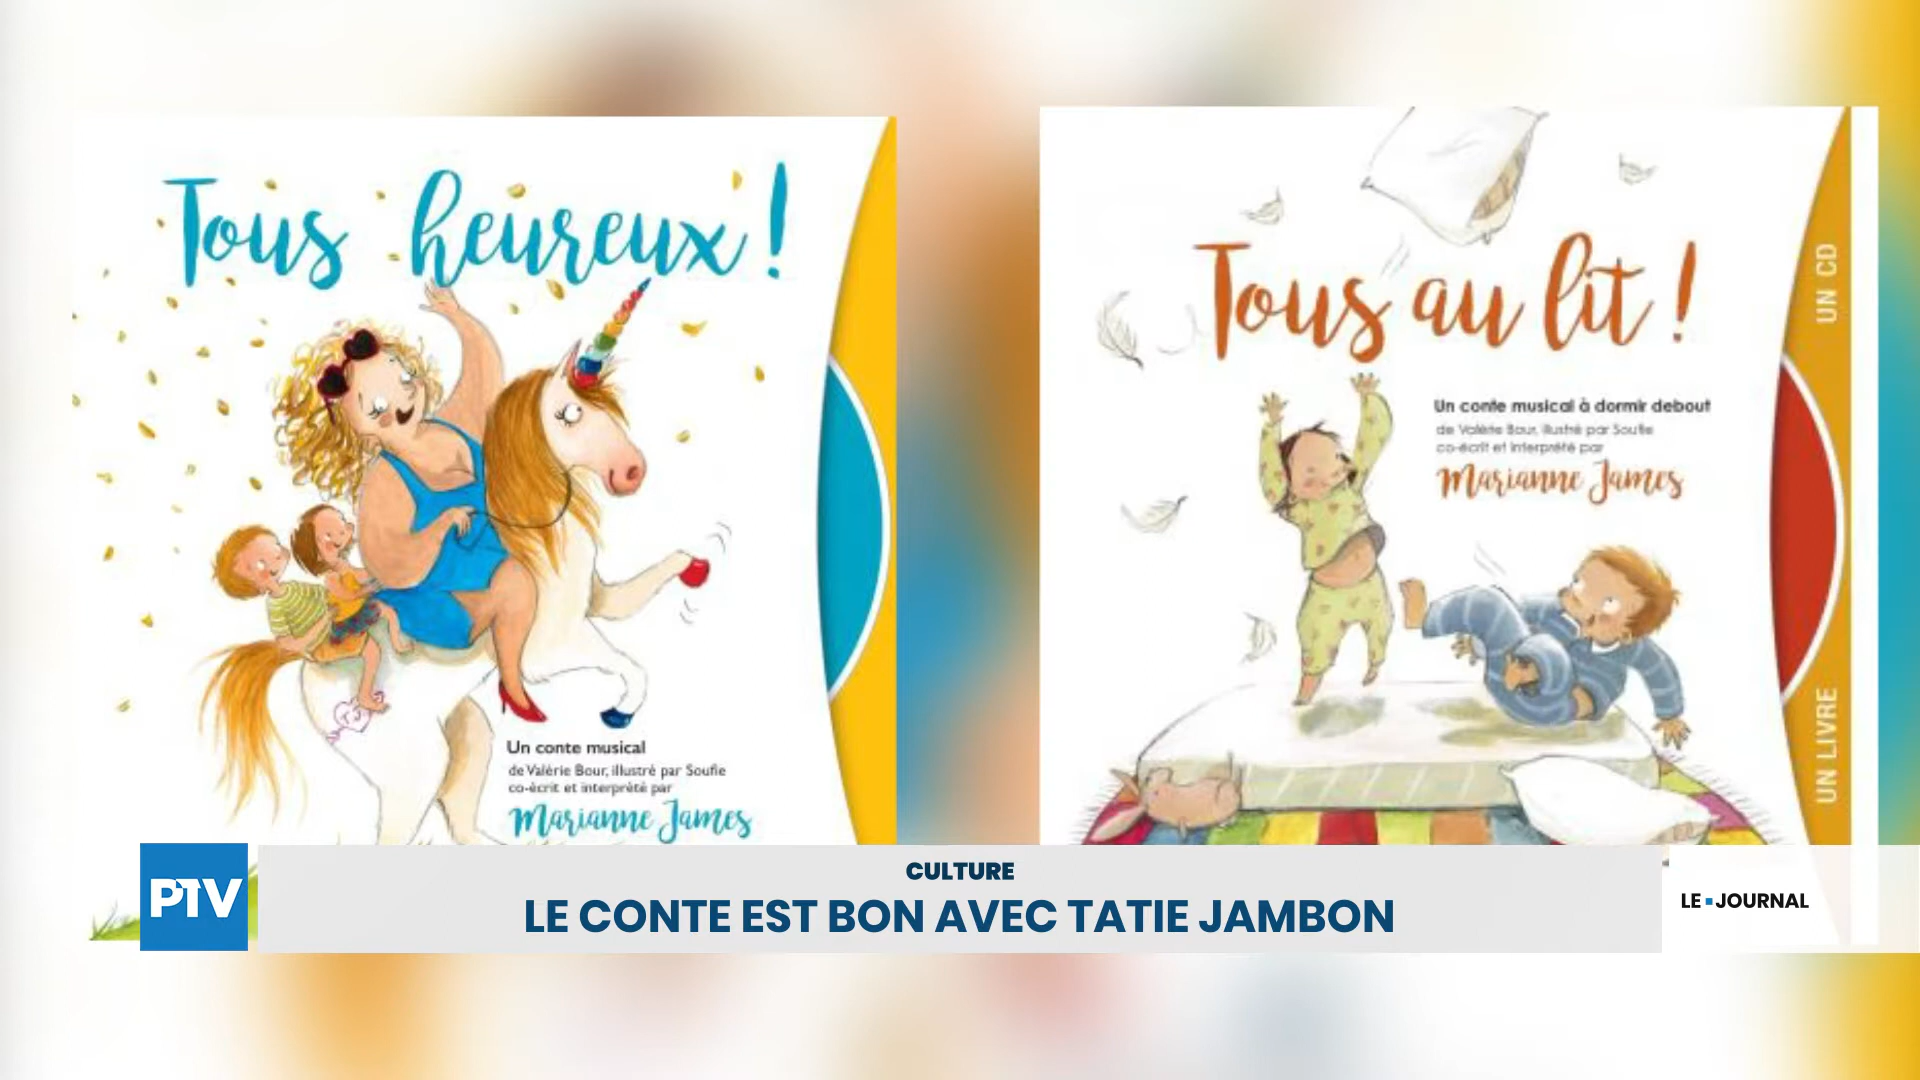 Tous heureux !
Un conte musical
de Valérie Bour, illustré par Soufie
co-écrit et interprété par
Marianne James
Tous au lit !
Un conte musical à dormir debout
de Valérie Bour, illustré par Soufie
co-écrit et interprété par
Marianne James
UN CD
UN LIVRE
PTV
CULTURE
LE CONTE EST BON AVEC TATIE JAMBON
LE JOURNAL